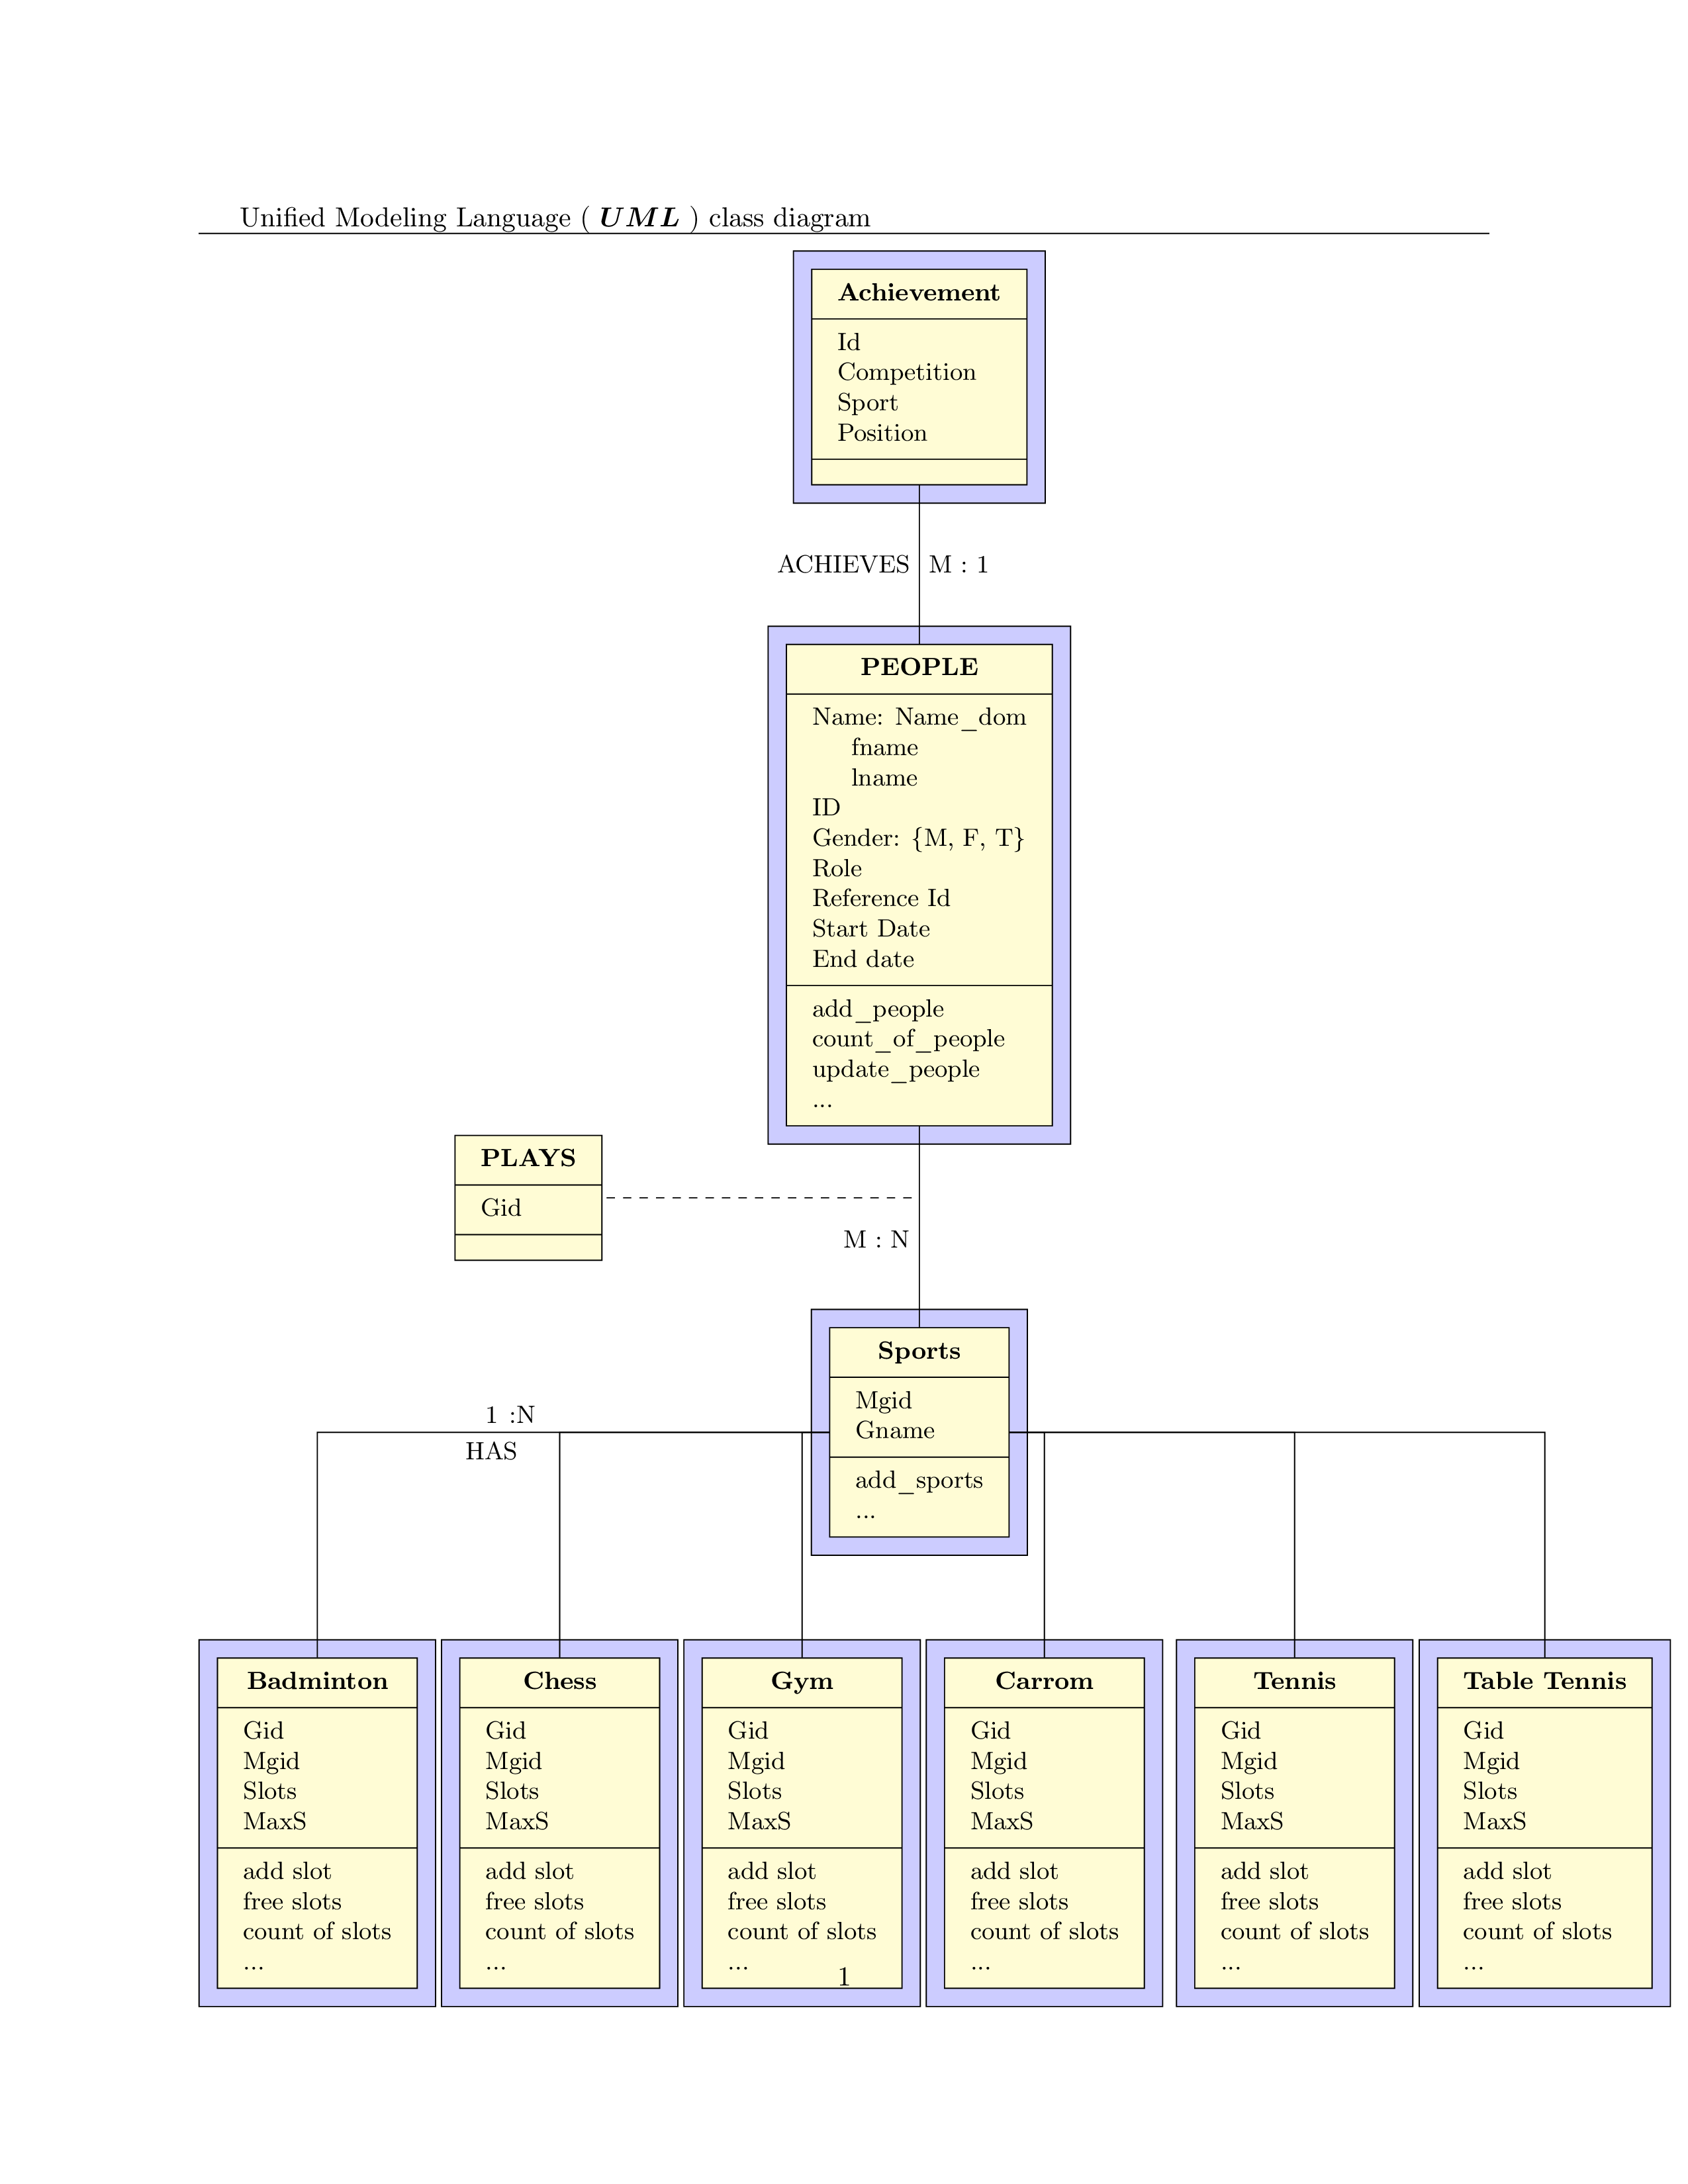 Unified Modeling Language ( UML ) class diagram
Achievement
Id
Competition
Sport
Position
ACHIEVES
M : 1
PEOPLE
Name: Name_dom
fname
lname
ID
Gender: {M, F, T}
Role
Reference Id
Start Date
End date
add_people
count_of_people
update_people
...
PLAYS
Gid
M : N
Sports
Mgid
Gname
add_sports
...
1 :N
HAS
Badminton
Gid
Mgid
Slots
MaxS
add slot
free slots
count of slots
...
Chess
Gid
Mgid
Slots
MaxS
add slot
free slots
count of slots
...
Gym
Gid
Mgid
Slots
MaxS
add slot
free slots
count of slots
...
Carrom
Gid
Mgid
Slots
MaxS
add slot
free slots
count of slots
...
Tennis
Gid
Mgid
Slots
MaxS
add slot
free slots
count of slots
...
Table Tennis
Gid
Mgid
Slots
MaxS
add slot
free slots
count of slots
...
1